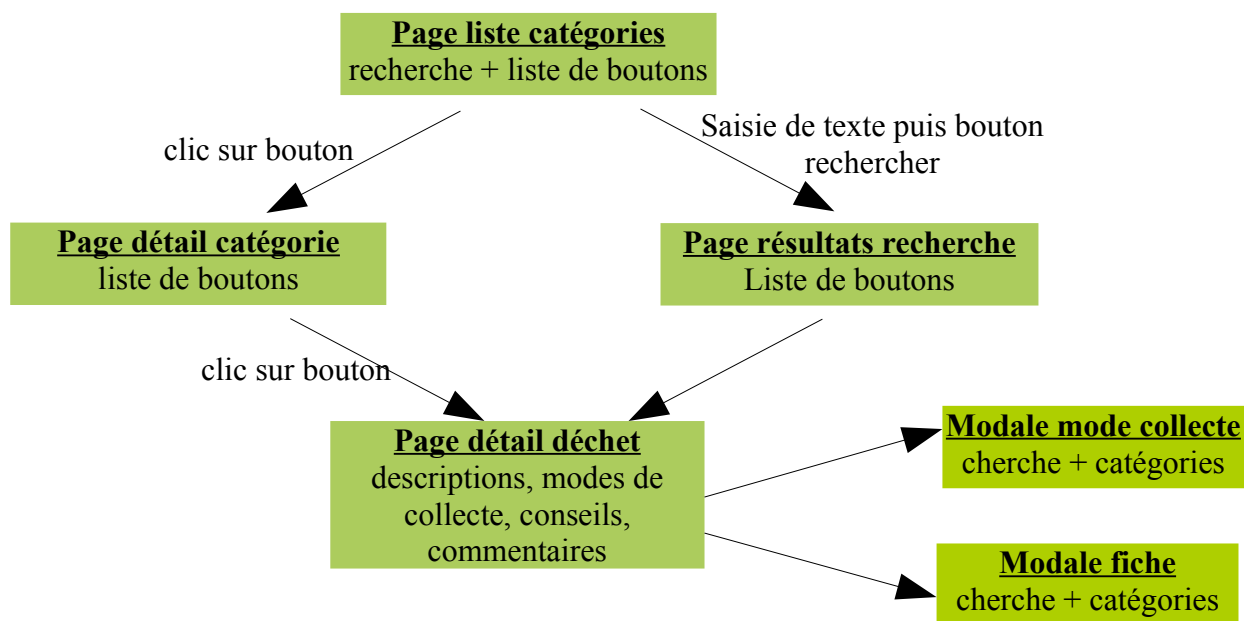 Page liste catégories
recherche + liste de boutons
clic sur bouton
Saisie de texte puis bouton
rechercher
Page détail catégorie
liste de boutons
Page résultats recherche
Liste de boutons
clic sur bouton
Page détail déchet
descriptions, modes de
collecte, conseils,
commentaires
Modale mode collecte
cherche + catégories
Modale fiche
cherche + catégories